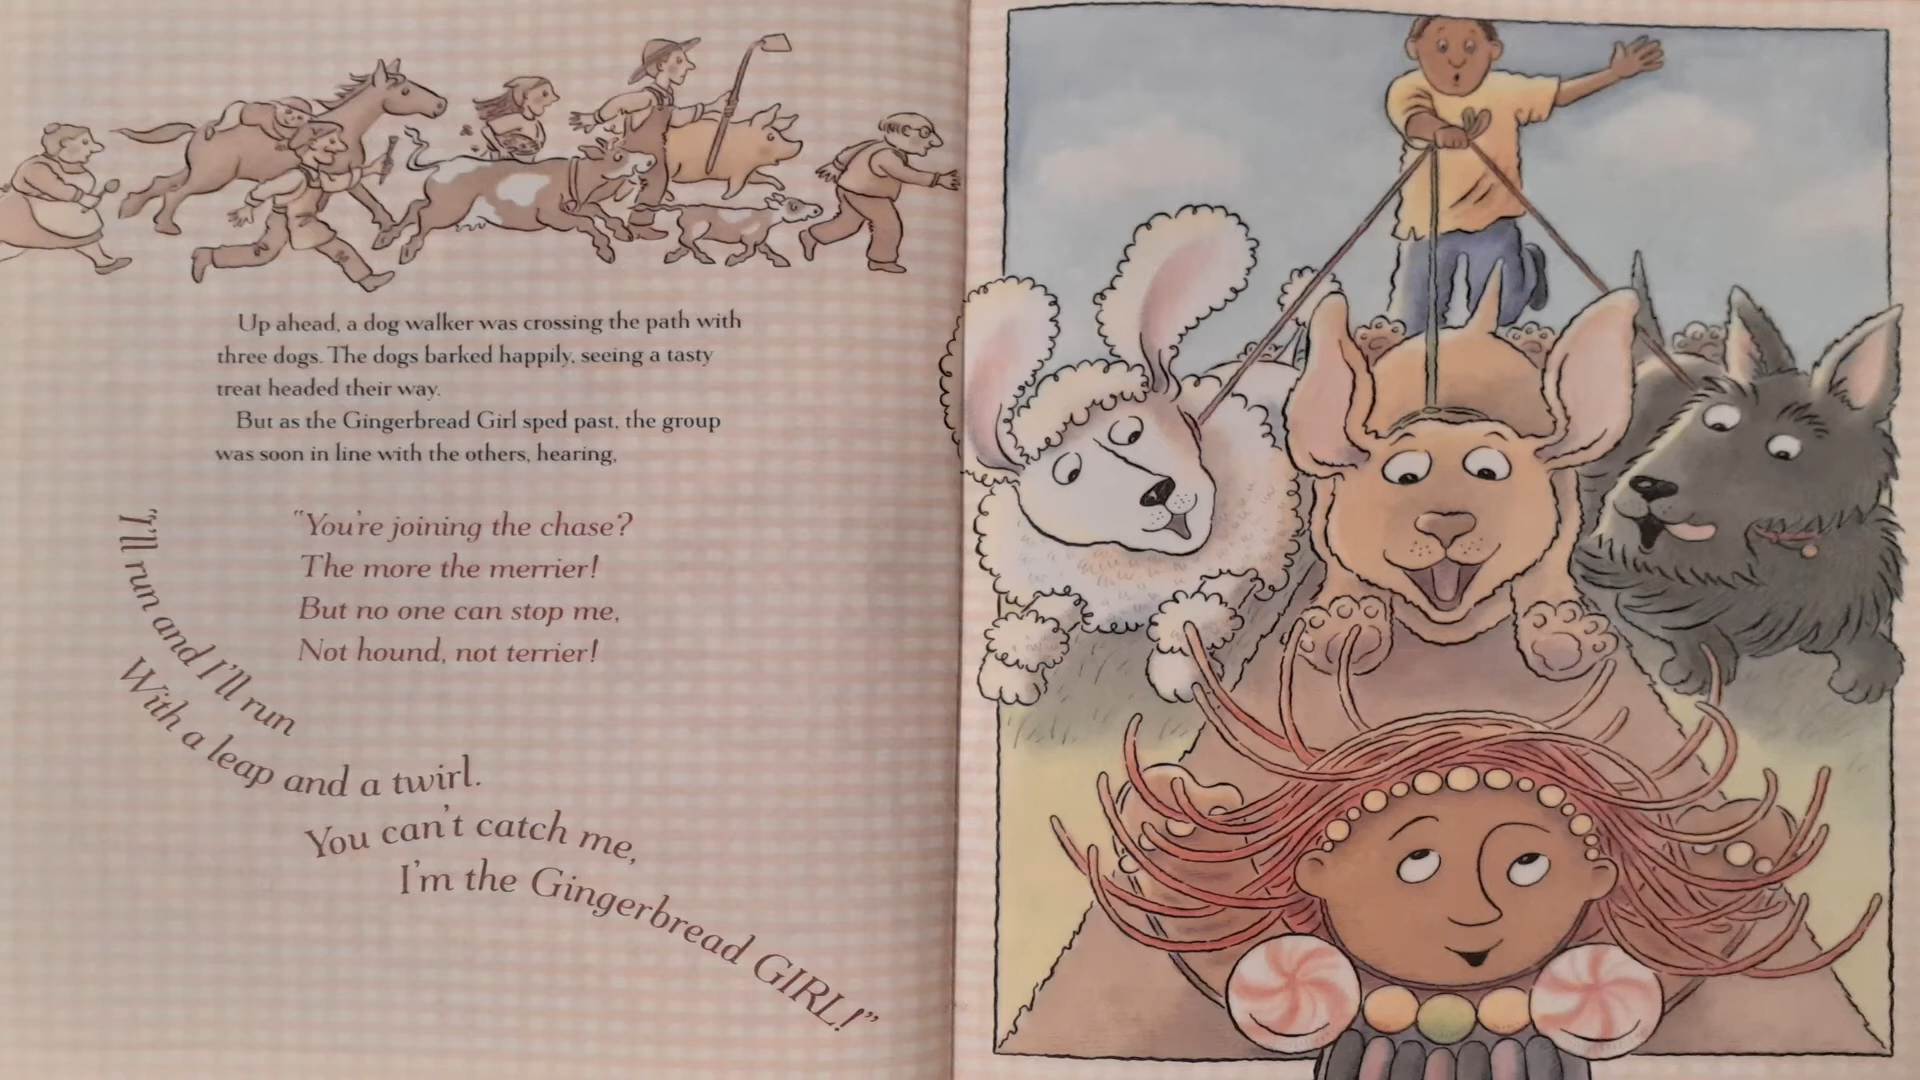 Up ahead, a dog walker was crossing the path with
three dogs. The dogs barked happily, seeing a tasty
treat headed their way.
But as the Gingerbread Girl sped past, the group
was soon in line with the others, hearing,
"You're joining the chase?
The more the merrier!
But no one can stop me,
Not hound, not terrier!
"I'll run and I'll run
With a leap and a twirl.
You can't catch me,
I'm the Gingerbread GIRL!"